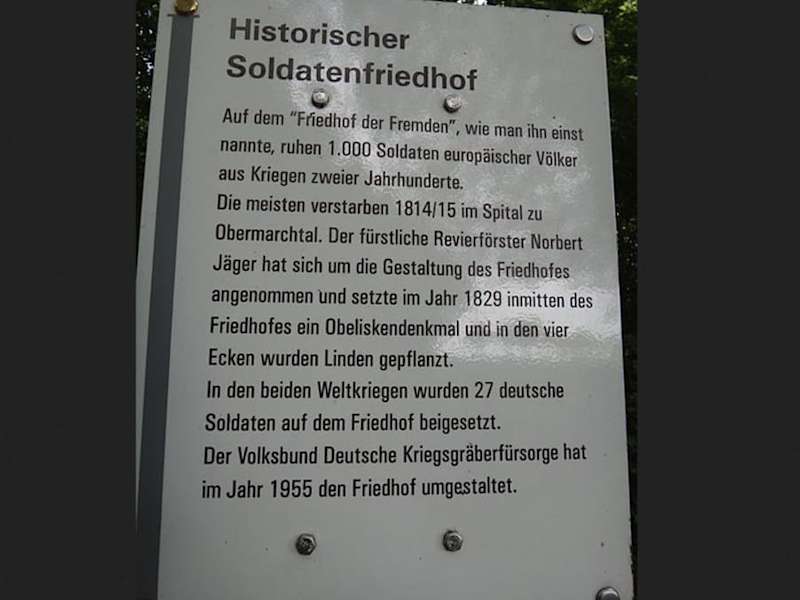 Historischer
Soldatenfriedhof
Auf dem "Friedhof der Fremden", wie man ihn einst
nannte, ruhen 1.000 Soldaten europäischer Völker
aus Kriegen zweier Jahrhunderte.
Die meisten verstarben 1814/15 im Spital zu
Obermarchtal. Der fürstliche Revierförster Norbert
Jäger hat sich um die Gestaltung des Friedhofes
angenommen und setzte im Jahr 1829 inmitten des
Friedhofes ein Obeliskendenkmal und in den vier
Ecken wurden Linden gepflanzt.
In den beiden Weltkriegen wurden 27 deutsche
Soldaten auf dem Friedhof beigesetzt.
Der Volksbund Deutsche Kriegsgräberfürsorge hat
im Jahr 1955 den Friedhof umgestaltet.